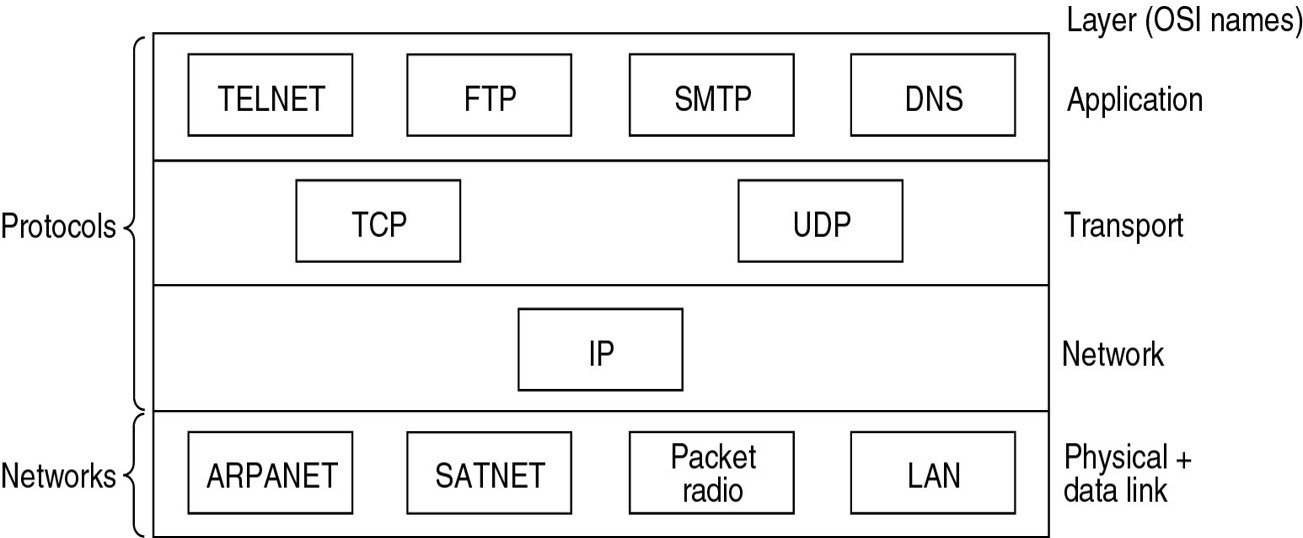 Layer (OSI names)
TELNET FTP SMTP DNS Application
Protocols
TCP UDP Transport
IP Network
Networks
ARPANET SATNET Packet radio LAN Physical +
data link